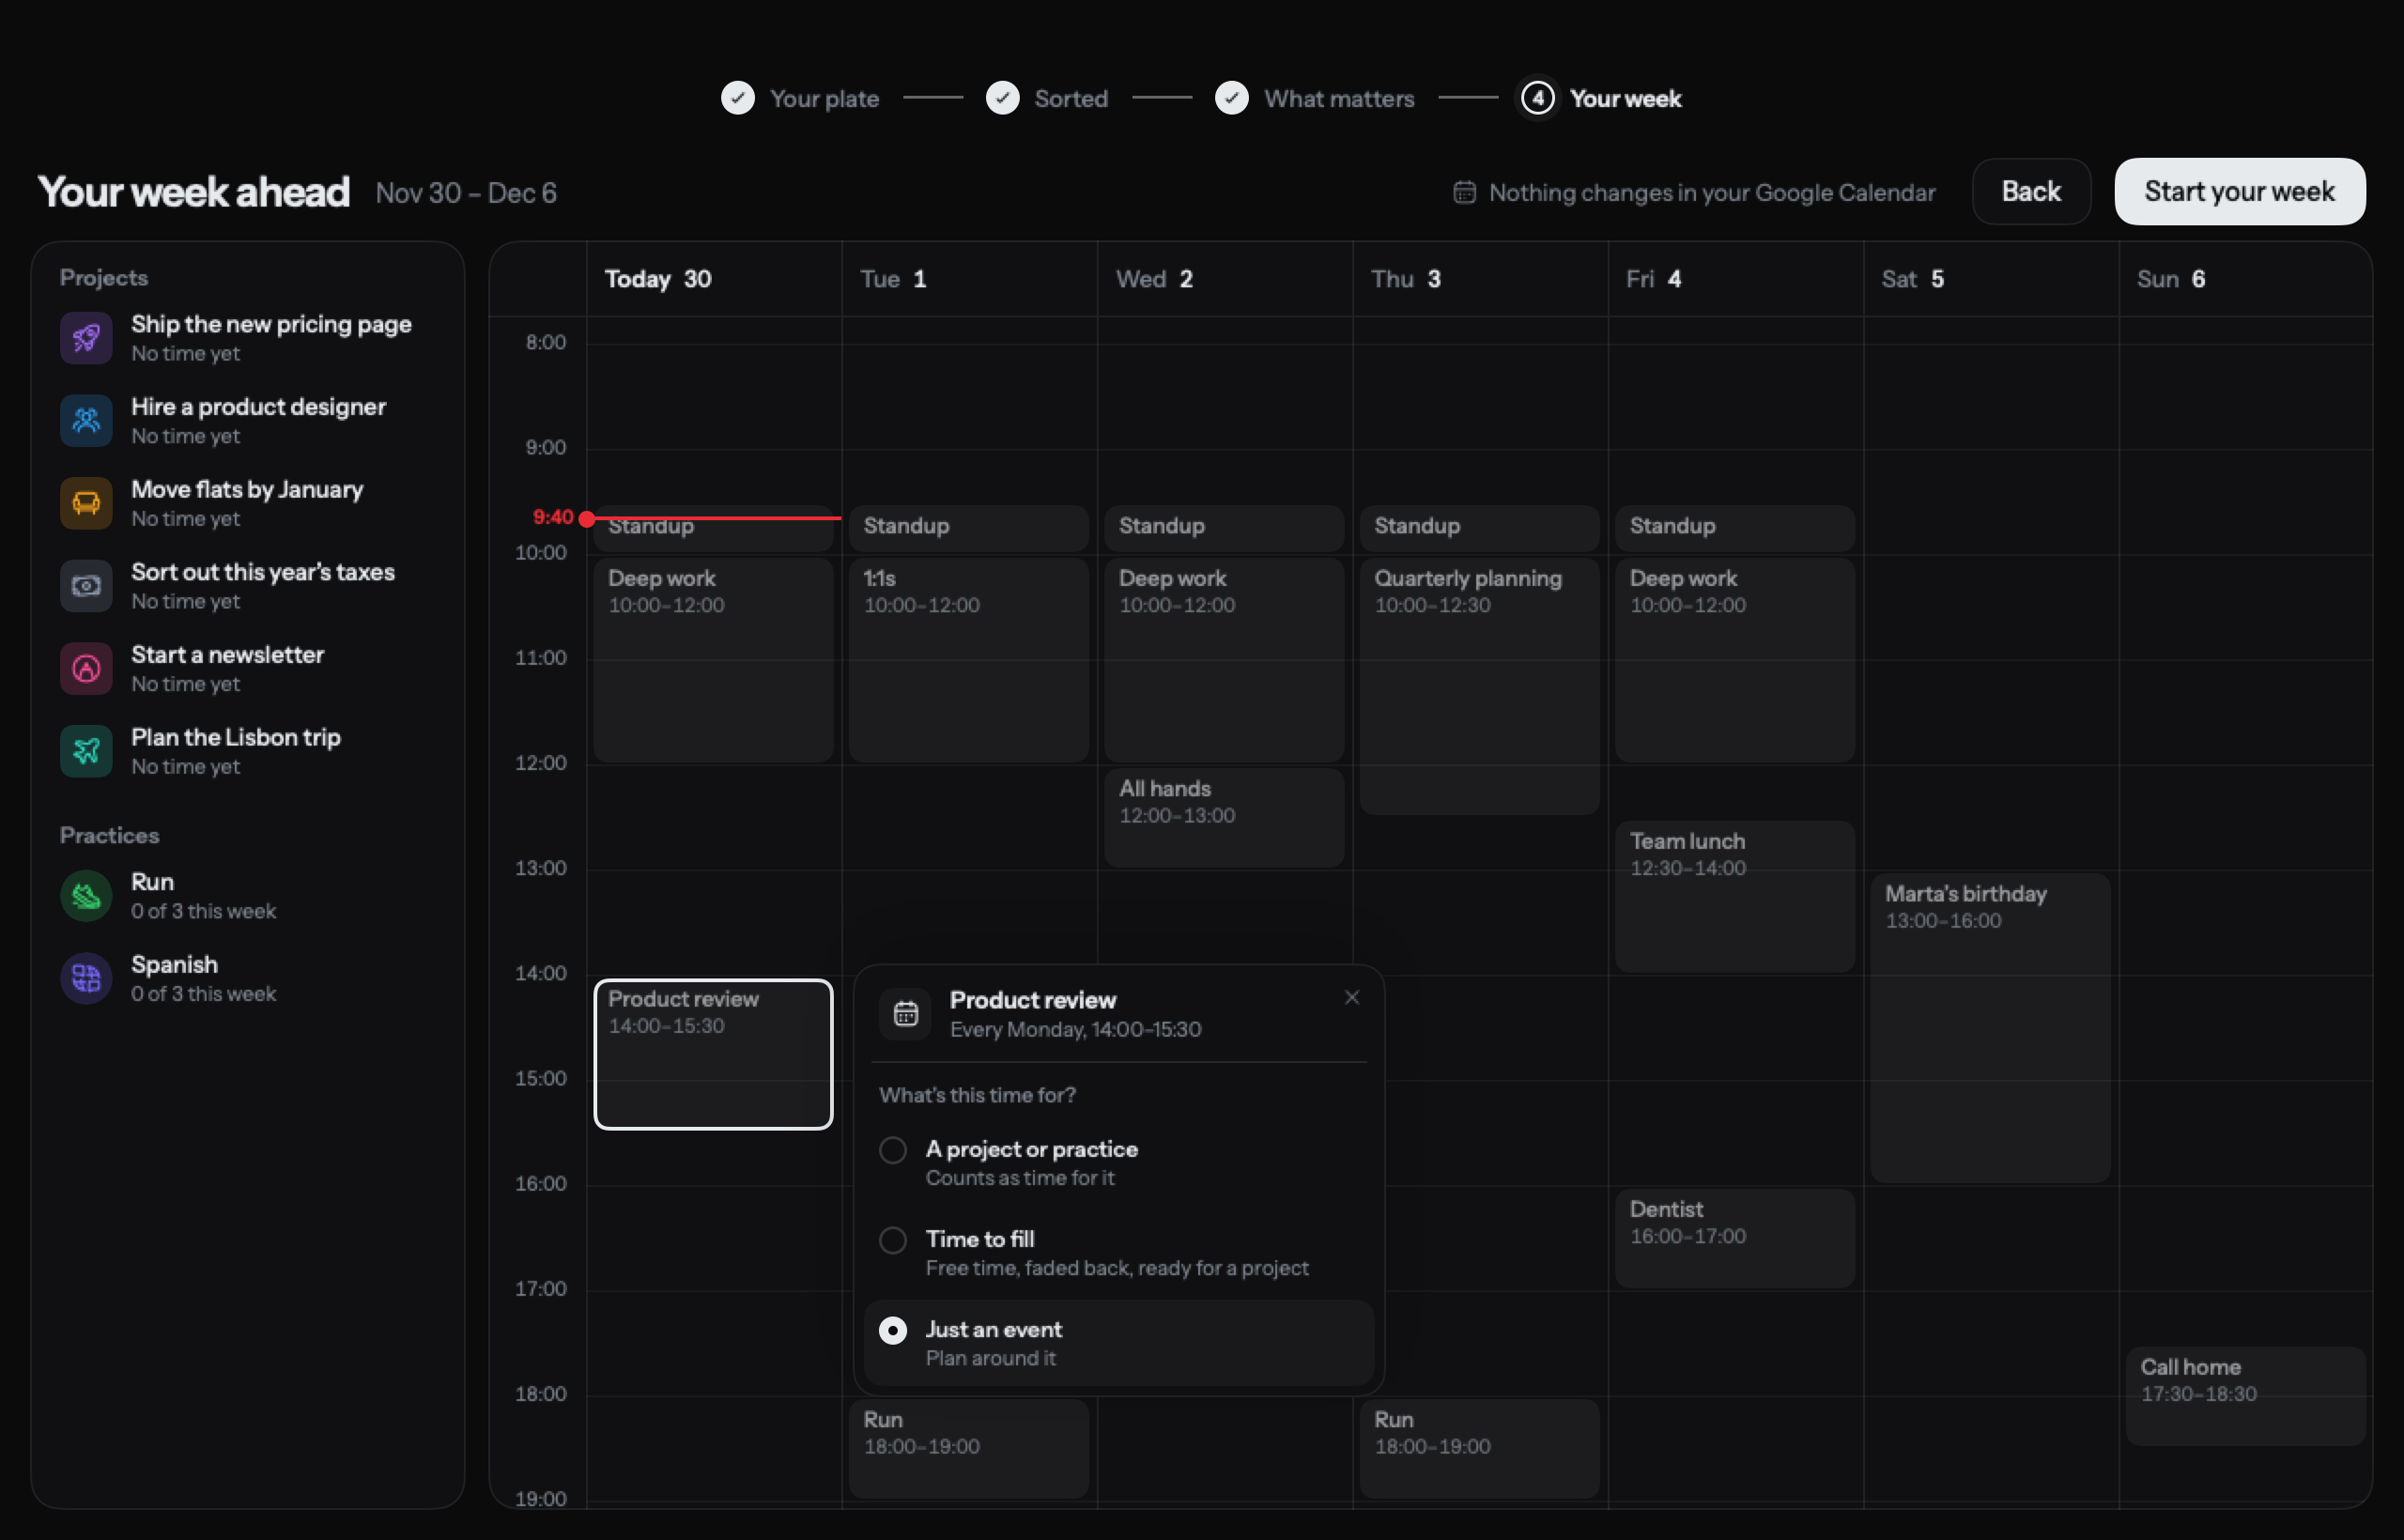 Your plate
Sorted
What matters
4 Your week
Your week ahead Nov 30 – Dec 6
Nothing changes in your Google Calendar
Back
Start your week
Projects
Ship the new pricing page
No time yet
Hire a product designer
No time yet
Move flats by January
No time yet
Sort out this year’s taxes
No time yet
Start a newsletter
No time yet
Plan the Lisbon trip
No time yet
Practices
Run
0 of 3 this week
Spanish
0 of 3 this week
Today 30
Tue 1
Wed 2
Thu 3
Fri 4
Sat 5
Sun 6
8:00
9:00
9:40
10:00
11:00
12:00
13:00
14:00
15:00
16:00
17:00
18:00
19:00
Standup
Deep work
10:00–12:00
Product review
14:00–15:30
Standup
1:1s
10:00–12:00
Run
18:00–19:00
Standup
Deep work
10:00–12:00
All hands
12:00–13:00
Standup
Quarterly planning
10:00–12:30
Run
18:00–19:00
Standup
Deep work
10:00–12:00
Team lunch
12:30–14:00
Dentist
16:00–17:00
Marta’s birthday
13:00–16:00
Call home
17:30–18:30
Product review
Every Monday, 14:00–15:30
What’s this time for?
A project or practice
Counts as time for it
Time to fill
Free time, faded back, ready for a project
Just an event
Plan around it